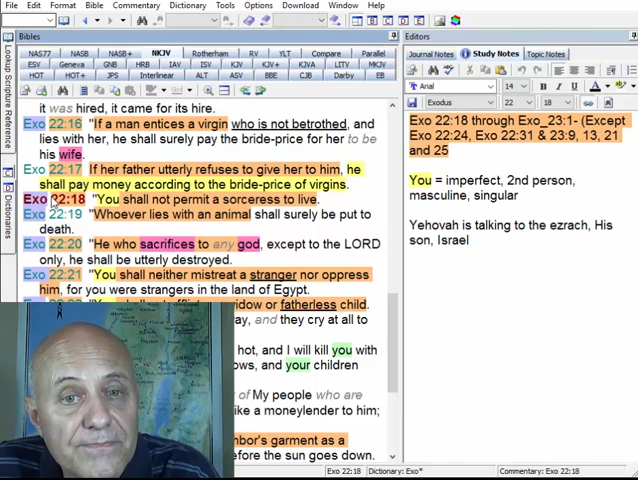 File Edit View Bible Commentary Dictionary Tools Options Download Window Help
Bibles
NAS77 NASB NASB+ NKJV Rotherham RV YLT Compare Parallel
ESV Geneva GNB HRB IAV ISV KJV KJV+ KJVA LITV MKJV
HOT HOT+ JPS Interlinear ALT ASV BBE CJB Darby EB
it was hired, it came for its hire.
Exo 22:16 "If a man entices a virgin who is not betrothed, and
lies with her, he shall surely pay the bride-price for her to be
his wife.
Exo 22:17 If her father utterly refuses to give her to him, he
shall pay money according to the bride-price of virgins.
Exo 22:18 "You shall not permit a sorceress to live.
Exo 22:19 "Whoever lies with an animal shall surely be put to
death.
Exo 22:20 "He who sacrifices to any god, except to the LORD
only, he shall be utterly destroyed.
Exo 22:21 "You shall neither mistreat a stranger nor oppress
him, for you were strangers in the land of Egypt.
fatherless child.
ay, and they cry at all to
hot, and I will kill you with
ows, and your children
of My people who are
like a moneylender to him;
hbor's garment as a
efore the sun goes down.
Lookup Scripture Reference
Dictionaries
Editors
Journal Notes Study Notes Topic Notes
Arial B I U
Exodus 22 18 22 18
Exo 22:18 through Exo_23:1- (Except
Exo 22:24, Exo 22:31 & 23:9, 13, 21
and 25
You = imperfect, 2nd person,
masculine, singular
Yehovah is talking to the ezrach, His
son, Israel
Exo 22:18 Dictionary: Exo* Commentary: Exo 22:18